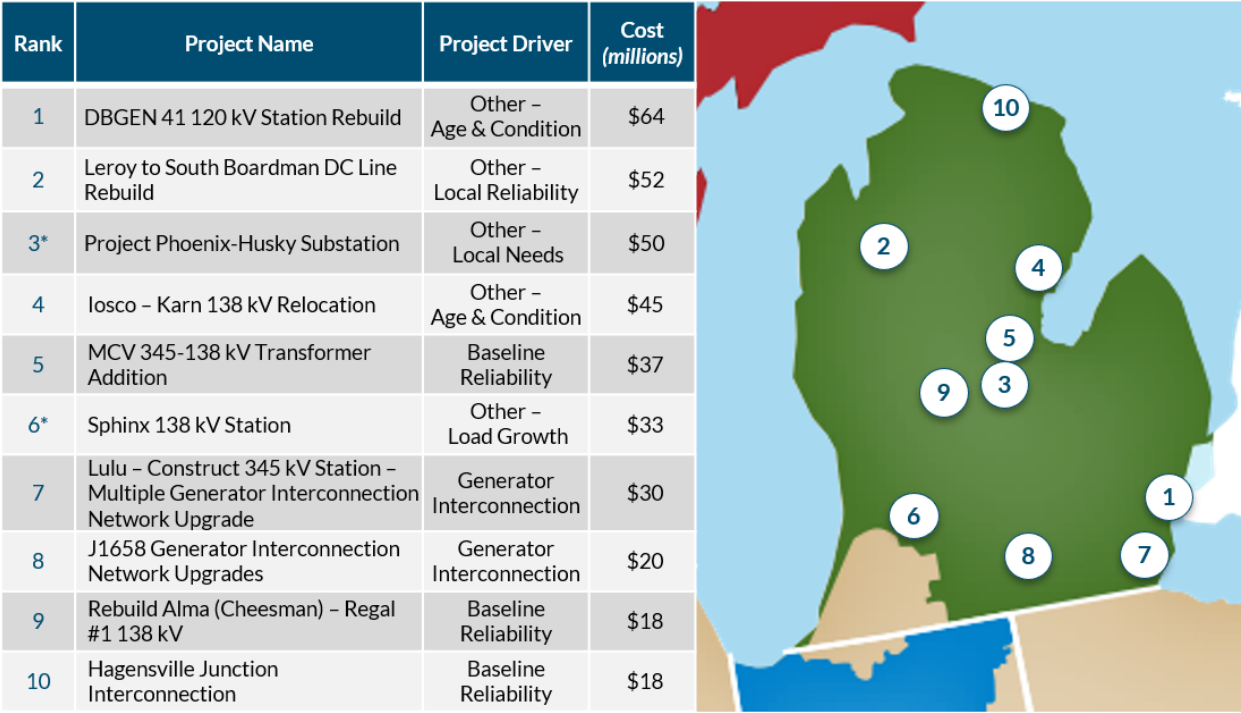 Rank
Project Name
Project Driver
Cost
(millions)
1
DBGEN 41 120 kV Station Rebuild
Other –
Age & Condition
$64
2
Leroy to South Boardman DC Line
Rebuild
Other –
Local Reliability
$52
3*
Project Phoenix-Husky Substation
Other –
Local Needs
$50
4
Iosco – Karn 138 kV Relocation
Other –
Age & Condition
$45
5
MCV 345-138 kV Transformer
Addition
Baseline
Reliability
$37
6*
Sphinx 138 kV Station
Other –
Load Growth
$33
7
Lulu – Construct 345 kV Station –
Multiple Generator Interconnection
Network Upgrade
Generator
Interconnection
$30
8
J1658 Generator Interconnection
Network Upgrades
Generator
Interconnection
$20
9
Rebuild Alma (Cheesman) – Regal
#1 138 kV
Baseline
Reliability
$18
10
Hagensville Junction
Interconnection
Baseline
Reliability
$18
10
2
4
5
3
9
1
6
8
7